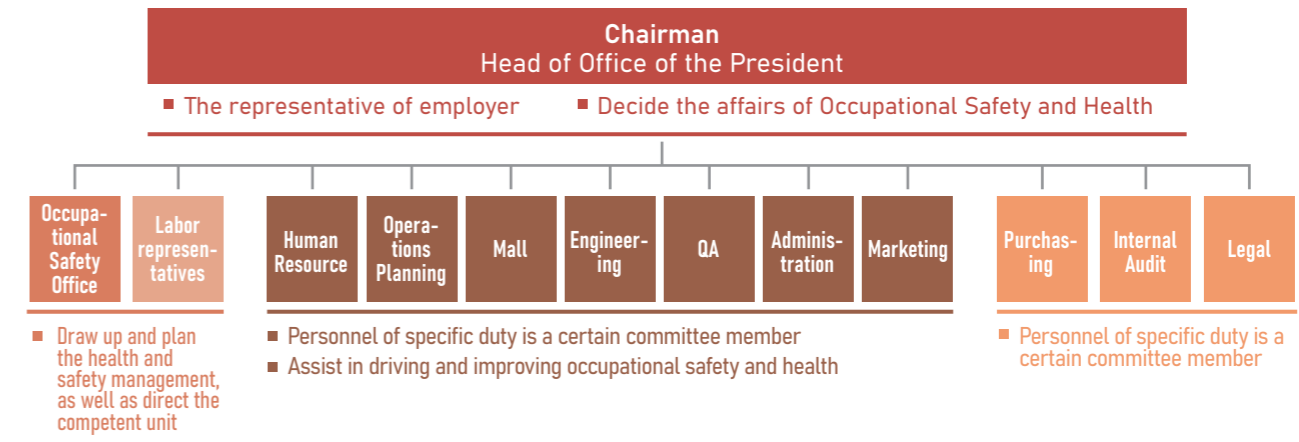 Chairman
Head of Office of the President
■ The representative of employer
■ Decide the affairs of Occupational Safety and Health
Occupa-
tional
Safety
Office
Labor
represen-
tatives
Human
Resource
Opera-
tions
Planning
Mall
Engineer-
ing
QA
Adminis-
tration
Marketing
Purchas-
ing
Internal
Audit
Legal
■ Draw up and plan
the health and
safety management,
as well as direct the
competent unit
■ Personnel of specific duty is a certain committee member
■ Assist in driving and improving occupational safety and health
■ Personnel of specific duty is a
certain committee member